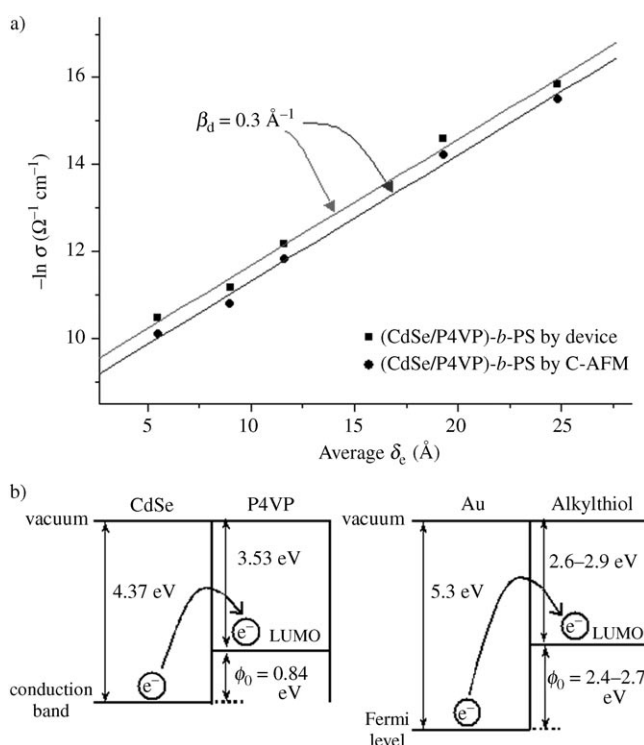 a)
16
14
12
10
−ln σ (Ω⁻¹ cm⁻¹)
β_d = 0.3 Å⁻¹
(CdSe/P4VP)-b-PS by device
(CdSe/P4VP)-b-PS by C-AFM
5 10 15 20 25
Average δ_e (Å)
b)
CdSe P4VP
vacuum
3.53 eV
4.37 eV
e⁻ LUMO
e⁻
ϕ₀ = 0.84
eV
conduction
band
Au Alkylthiol
vacuum
2.6–2.9 eV
5.3 eV
e⁻
LUMO
e⁻
ϕ₀ = 2.4–2.7
eV
Fermi
level